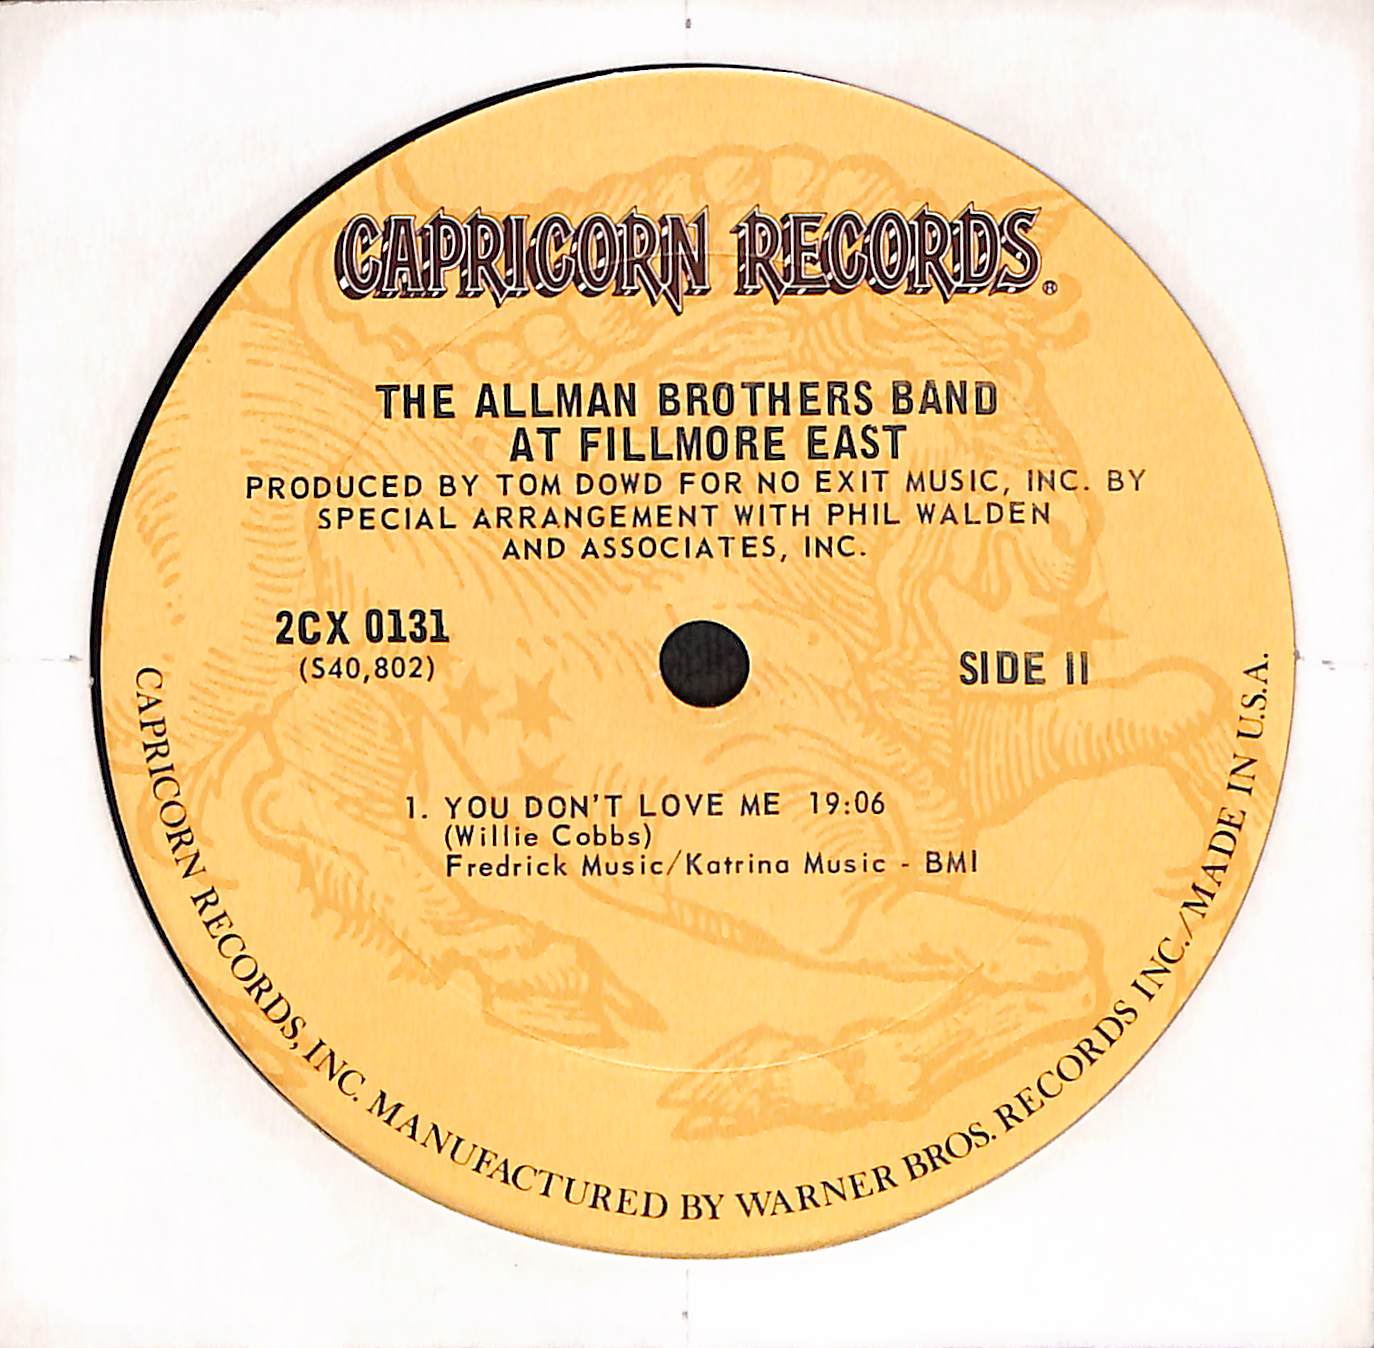 CAPRICORN RECORDS®
THE ALLMAN BROTHERS BAND
AT FILLMORE EAST
PRODUCED BY TOM DOWD FOR NO EXIT MUSIC, INC. BY
SPECIAL ARRANGEMENT WITH PHIL WALDEN
AND ASSOCIATES, INC.
2CX 0131
(S40,802)
SIDE II
1. YOU DON'T LOVE ME 19:06
(Willie Cobbs)
Fredrick Music/Katrina Music - BMI
CAPRICORN RECORDS, INC. MANUFACTURED BY WARNER BROS. RECORDS INC./MADE IN U.S.A.